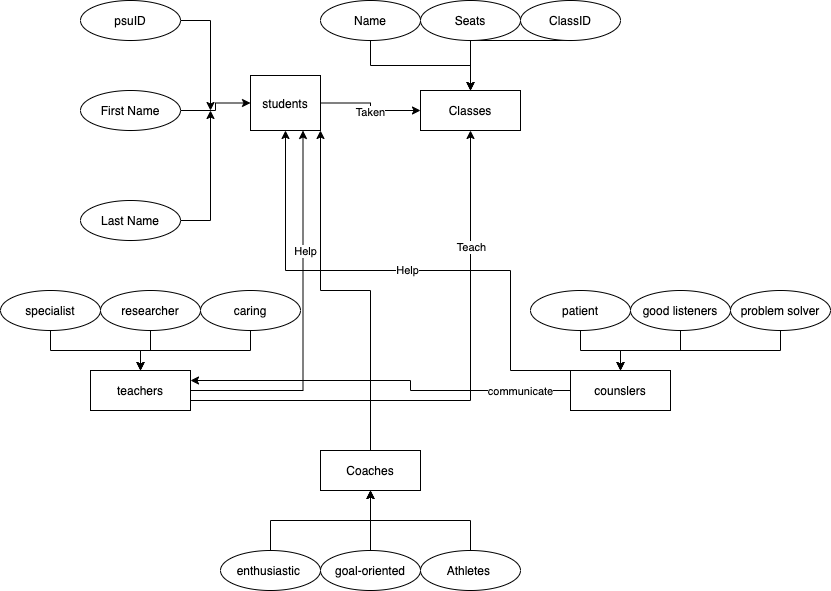 psuID
Name
Seats
ClassID
First Name
students
Taken
Classes
Last Name
Help
Teach
Help
specialist
researcher
caring
patient
good listeners
problem solver
teachers
communicate
counslers
Coaches
enthusiastic
goal-oriented
Athletes